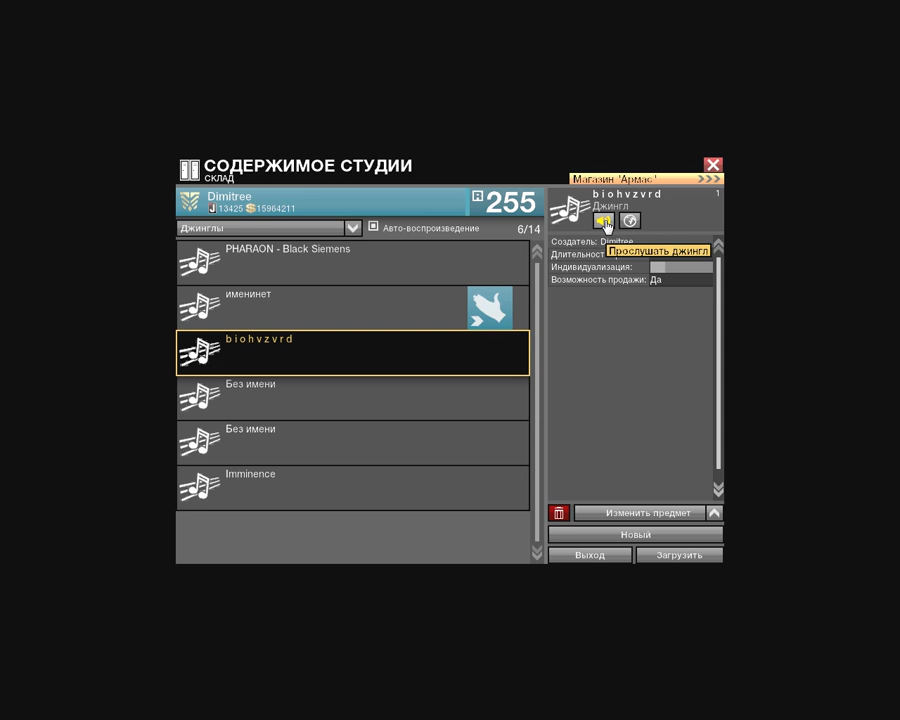 СОДЕРЖИМОЕ СТУДИИ
СКЛАД
Магазин 'Армас'
Dimitree
J 13425 $15964211
R 255
Джинглы
Авто-воспроизведение
6/14
PHARAON - Black Siemens
именинет
b i o h v z v r d
Без имени
Без имени
Imminence
b i o h v z v r d
1
Джингл
Создатель: Dimitree
Прослушать джингл
Индивидуализация:
Возможность продажи: Да
Изменить предмет
Новый
Выход
Загрузить